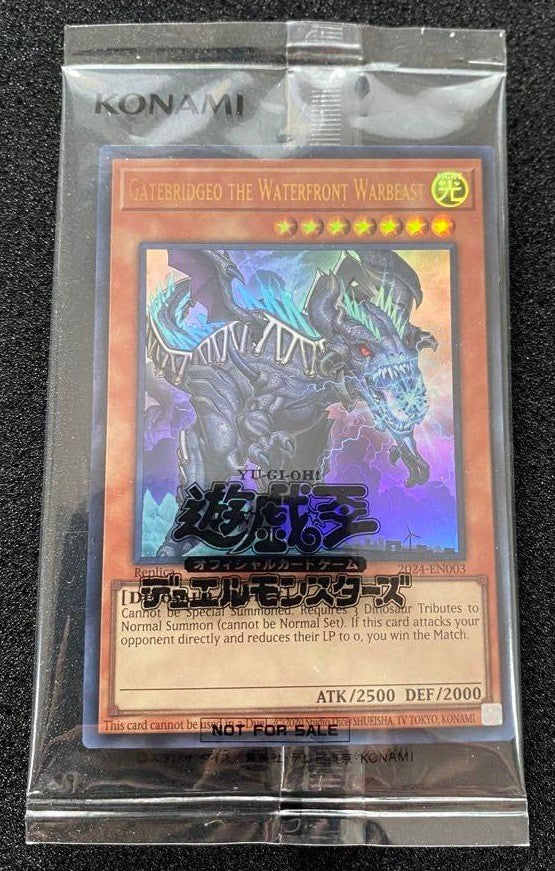 KONAMI
GATEBRIDGEO THE WATERFRONT WARBEAST
LIGHT
光
YU-GI-OH!
遊戯王
オフィシャルカードゲーム
Replica
2024-EN003
デュエルモンスターズ
Cannot be Special Summoned. Requires 3 Dinosaur Tributes to
Normal Summon (cannot be Normal Set). If this card attacks your
opponent directly and reduces their LP to 0, you win the Match.
ATK/2500 DEF/2000
This card cannot be used in a Duel. ©2020 Studio Dice/SHUEISHA, TV TOKYO, KONAMI
NOT FOR SALE
KONAMI